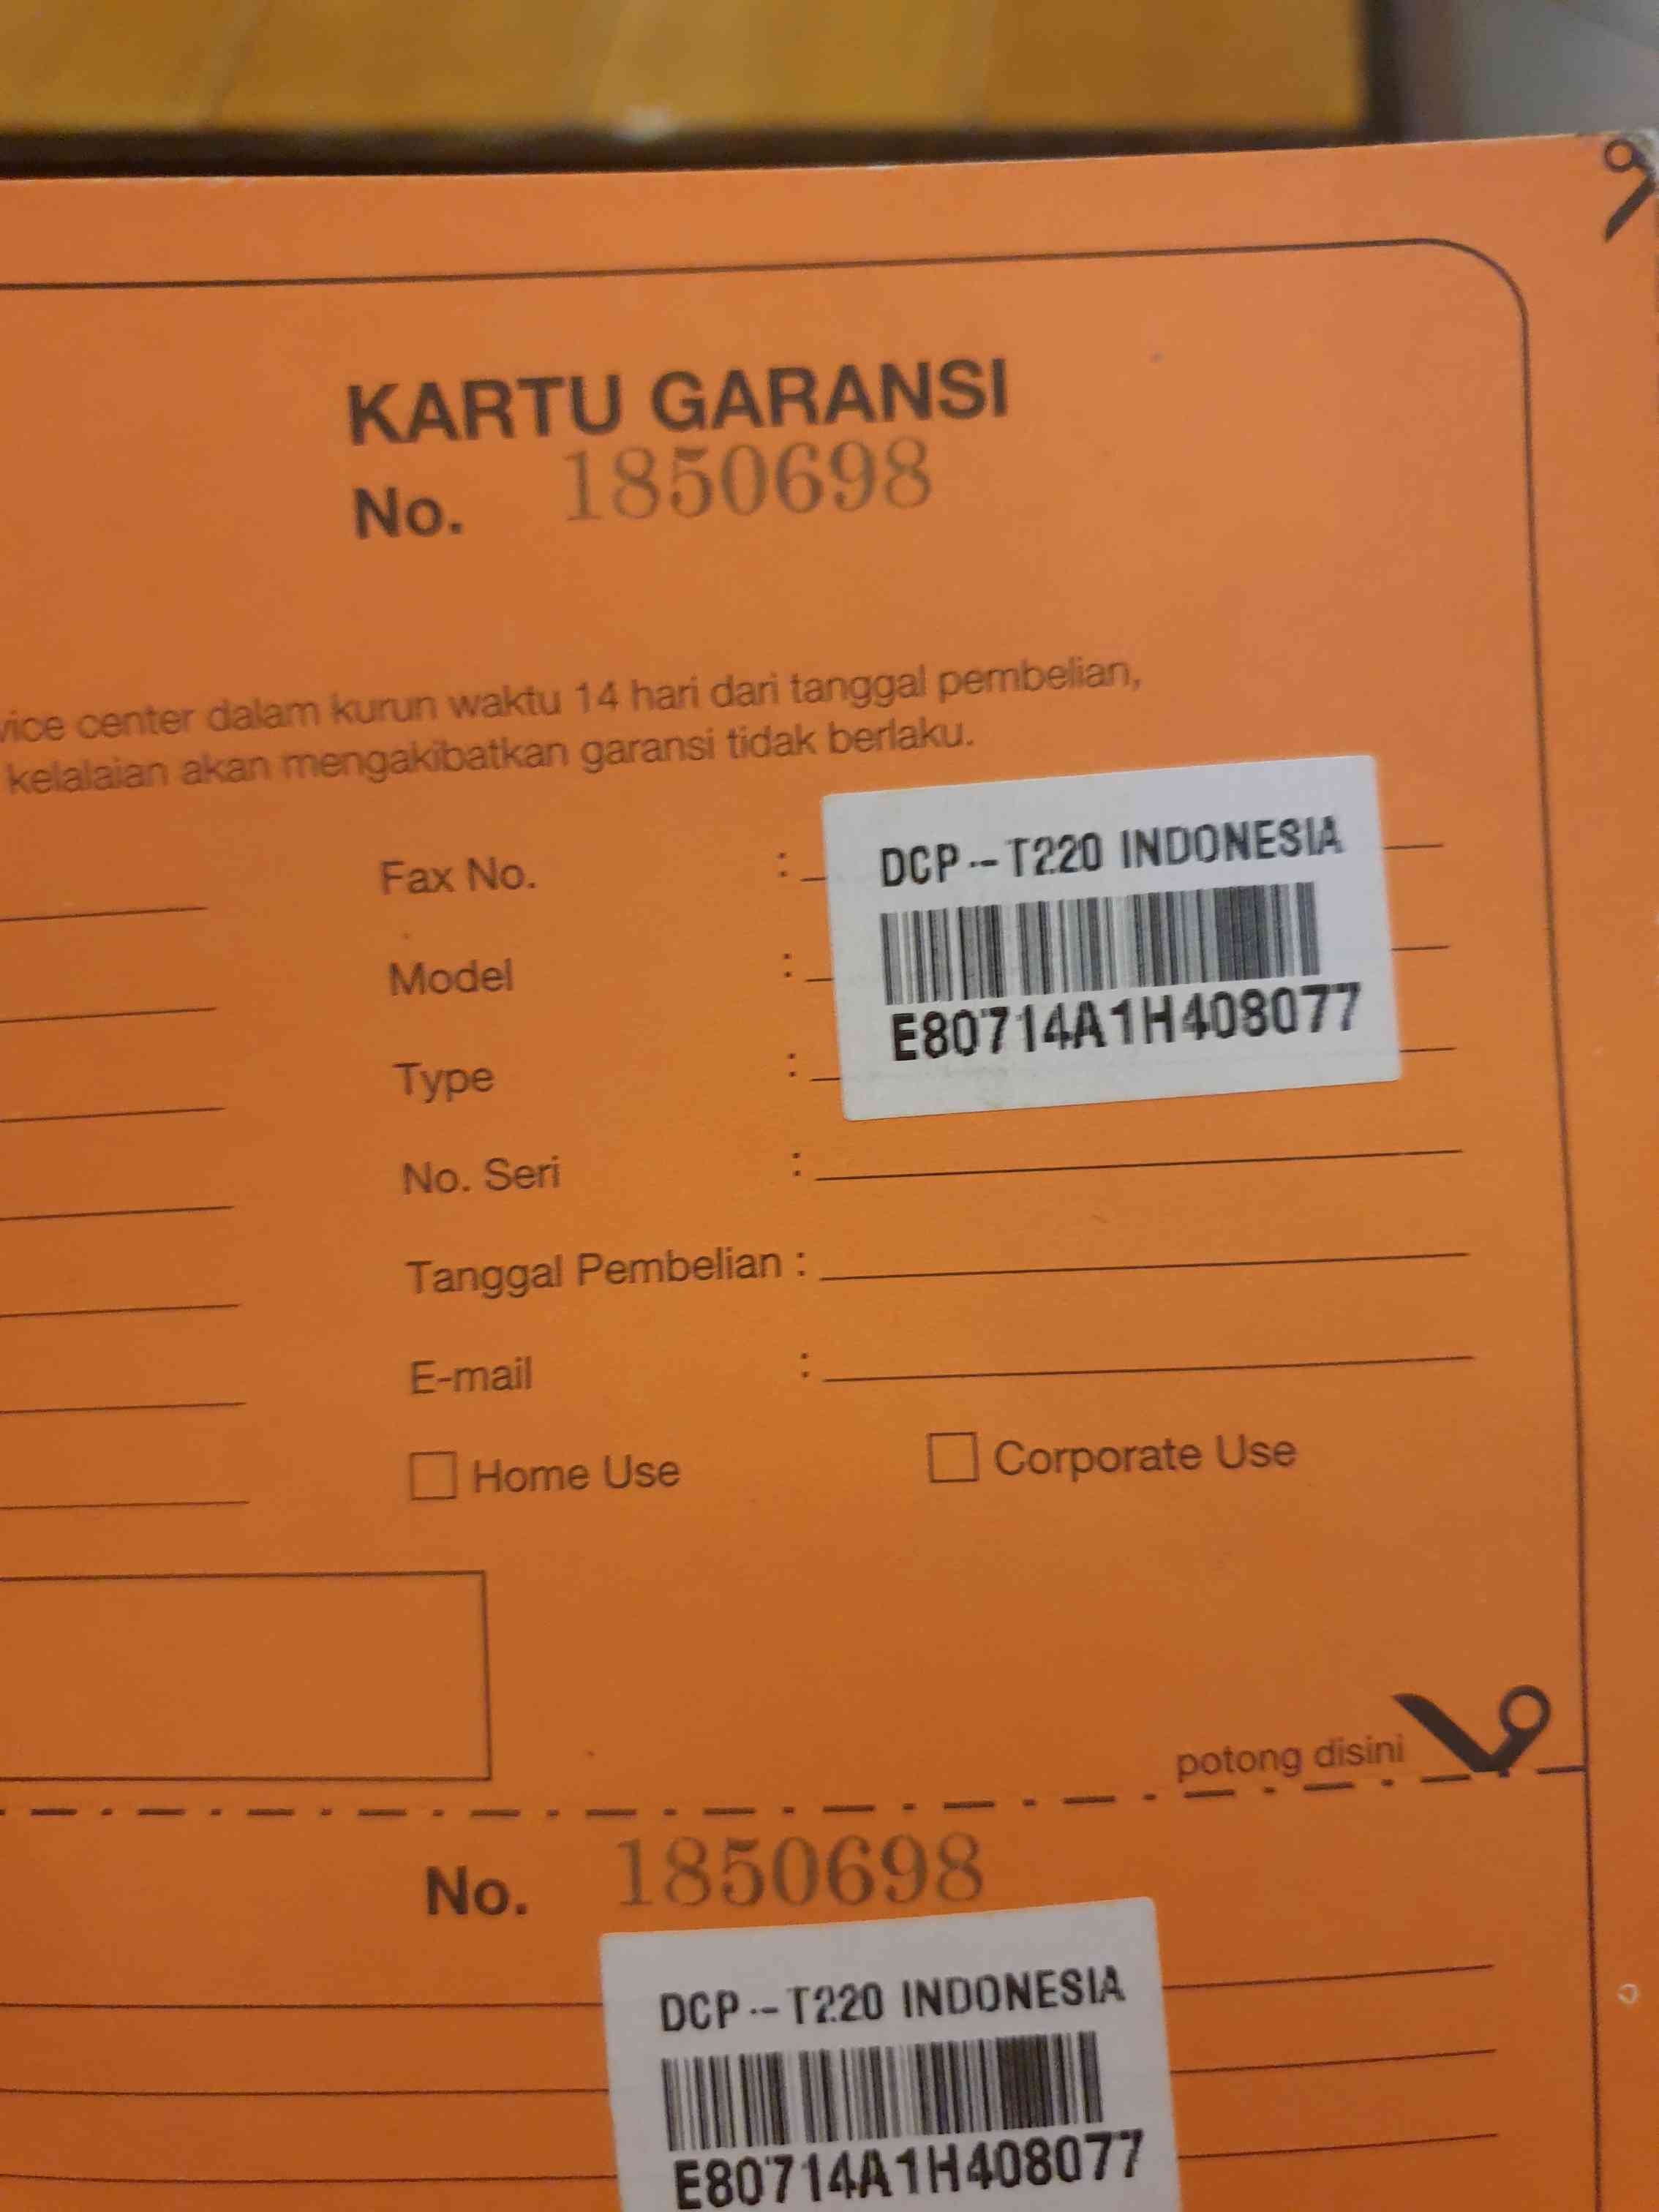 KARTU GARANSI
No. 1850698
vice center dalam kurun waktu 14 hari dari tanggal pembelian,
kelalaian akan mengakibatkan garansi tidak berlaku.
Fax No. :
DCP-T220 INDONESIA
Model :
E80714A1H408077
Type :
No. Seri :
Tanggal Pembelian :
E-mail :
Home Use
Corporate Use
potong disini
No. 1850698
DCP-T220 INDONESIA
E80714A1H408077